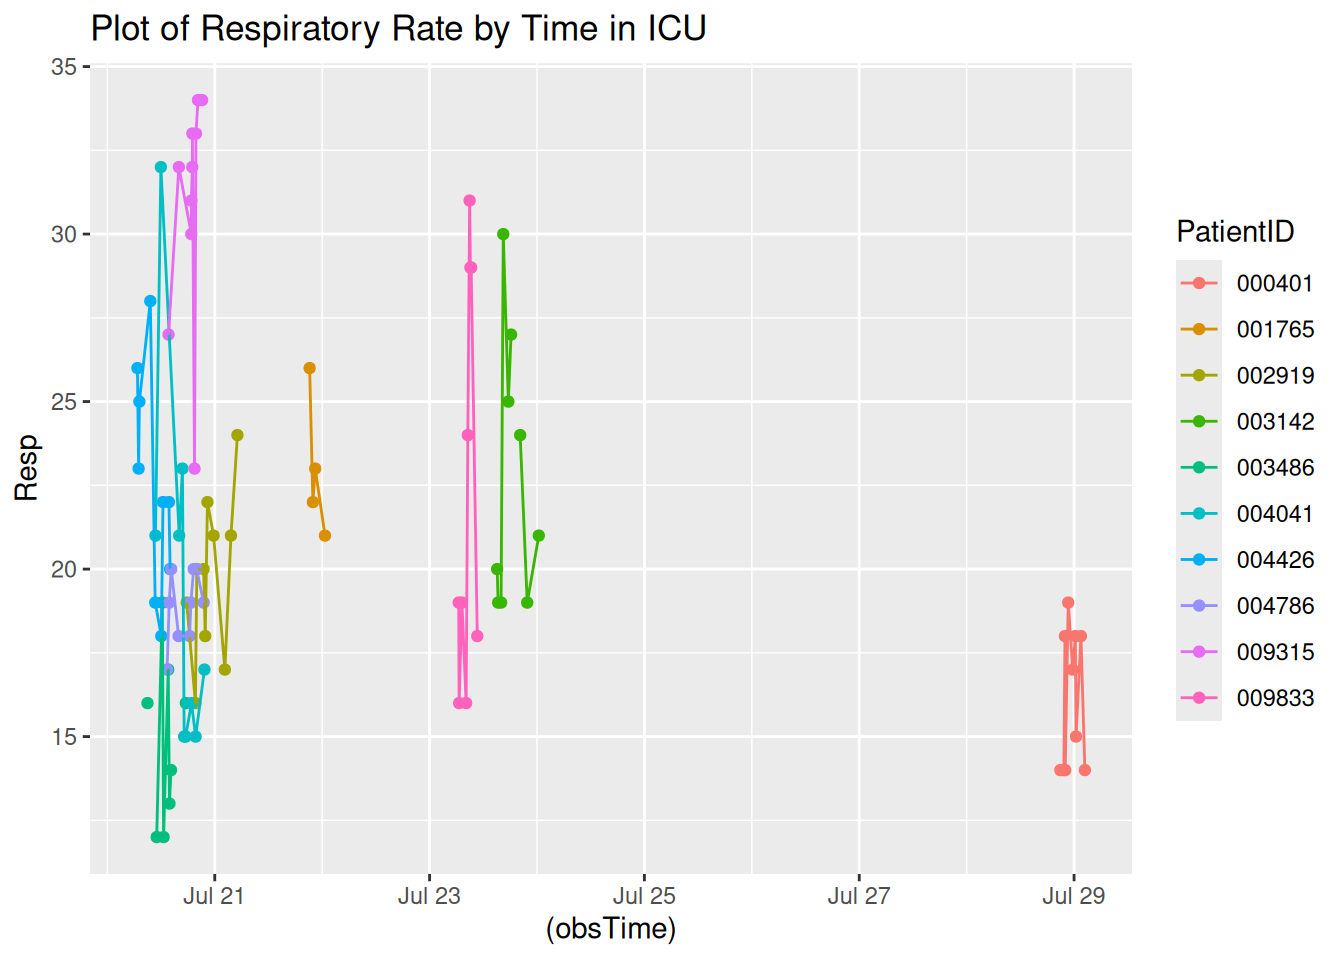 Plot of Respiratory Rate by Time in ICU
35
30
25
20
15
Resp
Jul 21
Jul 23
Jul 25
Jul 27
Jul 29
(obsTime)
PatientID
000401
001765
002919
003142
003486
004041
004426
004786
009315
009833